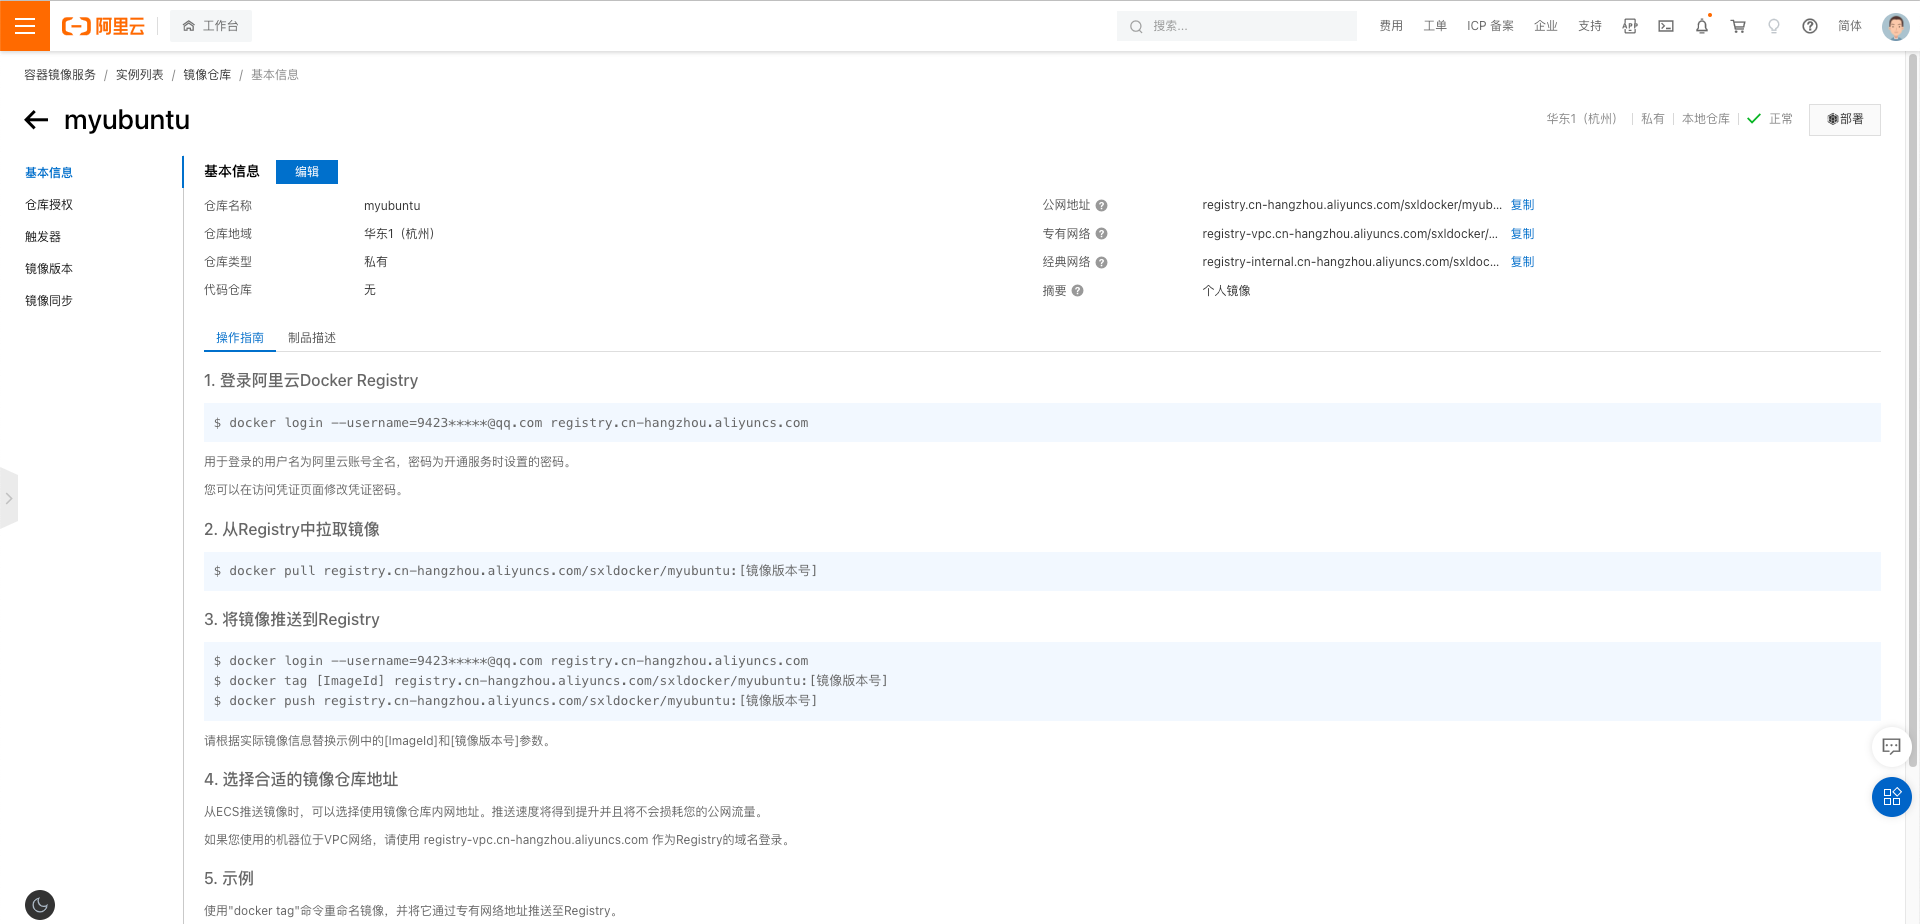 阿里云
工作台
搜索...
费用
工单
ICP 备案
企业
支持
简体
容器镜像服务 / 实例列表 / 镜像仓库 / 基本信息
myubuntu
华东1（杭州） 私有 本地仓库 正常
部署
基本信息
仓库授权
触发器
镜像版本
镜像同步
基本信息
编辑
仓库名称 myubuntu
仓库地域 华东1（杭州）
仓库类型 私有
代码仓库 无
公网地址 registry.cn-hangzhou.aliyuncs.com/sxldocker/myub... 复制
专有网络 registry-vpc.cn-hangzhou.aliyuncs.com/sxldocker/... 复制
经典网络 registry-internal.cn-hangzhou.aliyuncs.com/sxldoc... 复制
摘要 个人镜像
操作指南 制品描述
1. 登录阿里云Docker Registry
$ docker login --username=9423*****@qq.com registry.cn-hangzhou.aliyuncs.com
用于登录的用户名为阿里云账号全名，密码为开通服务时设置的密码。
您可以在访问凭证页面修改凭证密码。
2. 从Registry中拉取镜像
$ docker pull registry.cn-hangzhou.aliyuncs.com/sxldocker/myubuntu:[镜像版本号]
3. 将镜像推送到Registry
$ docker login --username=9423*****@qq.com registry.cn-hangzhou.aliyuncs.com
$ docker tag [ImageId] registry.cn-hangzhou.aliyuncs.com/sxldocker/myubuntu:[镜像版本号]
$ docker push registry.cn-hangzhou.aliyuncs.com/sxldocker/myubuntu:[镜像版本号]
请根据实际镜像信息替换示例中的[ImageId]和[镜像版本号]参数。
4. 选择合适的镜像仓库地址
从ECS推送镜像时，可以选择使用镜像仓库内网地址。推送速度将得到提升并且将不会损耗您的公网流量。
如果您使用的机器位于VPC网络，请使用 registry-vpc.cn-hangzhou.aliyuncs.com 作为Registry的域名登录。
5. 示例
使用"docker tag"命令重命名镜像，并将它通过专有网络地址推送至Registry。